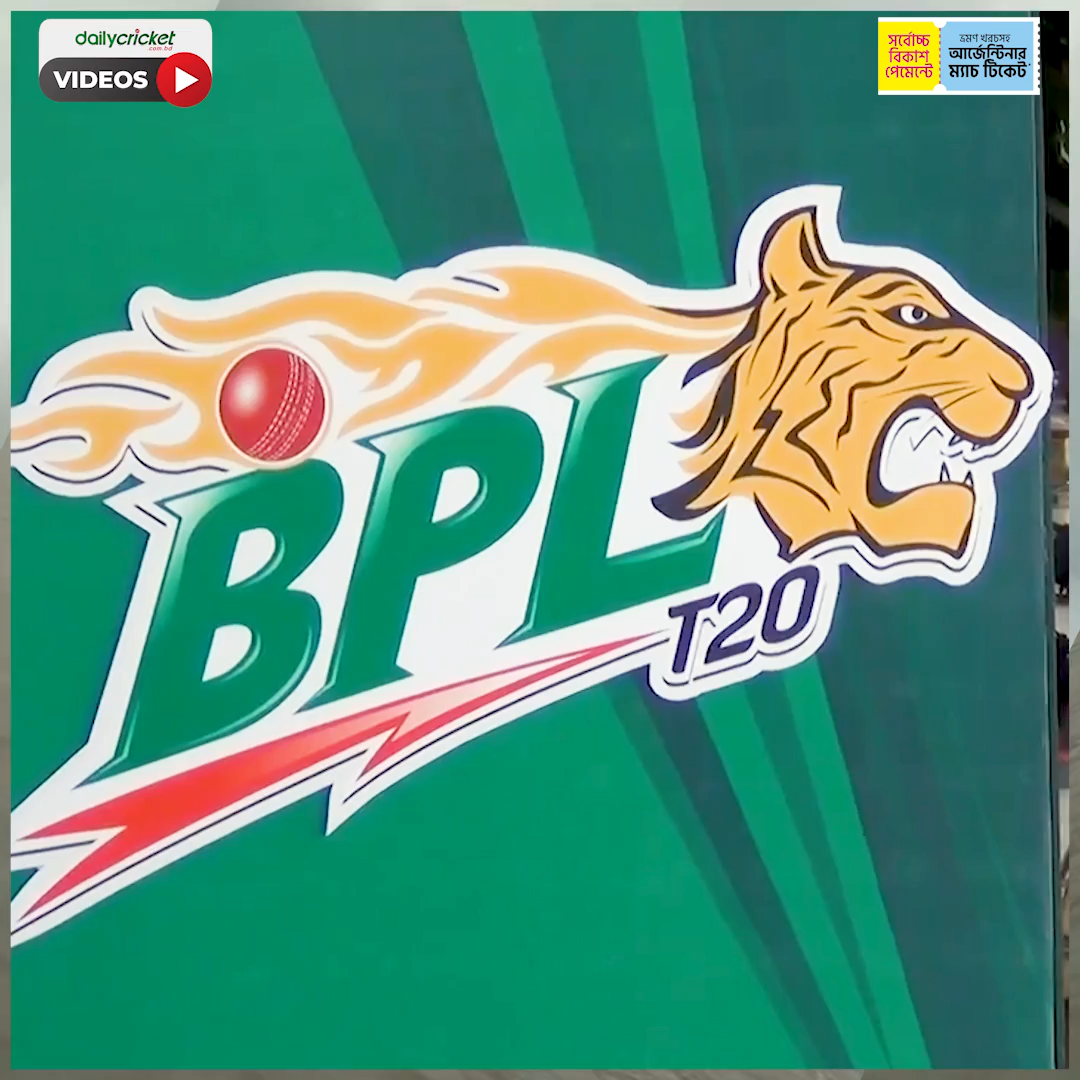 dailycricket
.com.bd
VIDEOS
সর্বোচ্চ
বিকাশ
পেমেন্টে
ভ্রমণ খরচসহ
আর্জেন্টিনার
ম্যাচ টিকেট*
BPL
T20